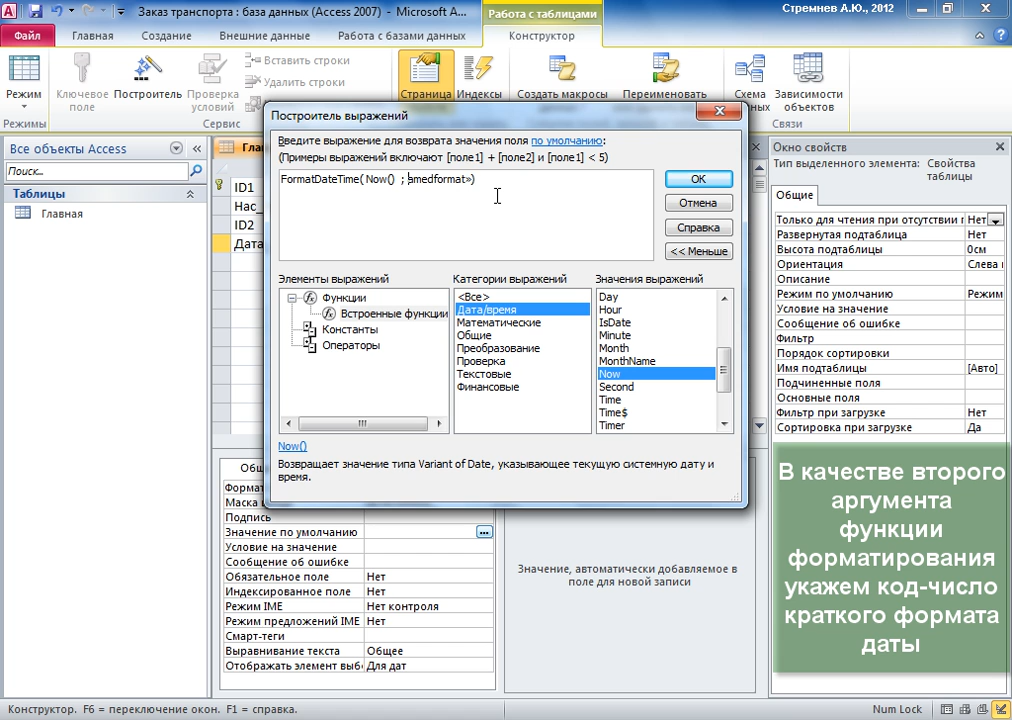 Заказ транспорта : база данных (Access 2007) - Microsoft A...
Работа с таблицами
Стремнев А.Ю., 2012
Файл
Главная
Создание
Внешние данные
Работа с базами данных
Конструктор
Режим
Ключевое поле
Построитель
Проверка условий
Вставить строки
Удалить строки
Страница
Индексы
Создать макросы
Переименовать
Схема
Зависимости объектов
Режимы
Сервис
Связи
Все объекты Access
Поиск...
Таблицы
Главная
ID1
Нас_
ID2
Дата
Построитель выражений
Введите выражение для возврата значения поля по умолчанию:
(Примеры выражений включают [поле1] + [поле2] и [поле1] < 5)
FormatDateTime( Now() ; amedformat»)
ОК
Отмена
Справка
<< Меньше
Элементы выражений
Функции
Встроенные функции
Константы
Операторы
Категории выражений
<Все>
Дата/время
Математические
Общие
Преобразование
Проверка
Текстовые
Финансовые
Значения выражений
Day
Hour
IsDate
Minute
Month
MonthName
Now
Second
Time
Time$
Timer
Now()
Возвращает значение типа Variant of Date, указывающее текущую системную дату и
время.
Окно свойств
Тип выделенного элемента: Свойства
таблицы
Общие
Только для чтения при отсутствии п Нет
Развернутая подтаблица Нет
Высота подтаблицы 0см
Ориентация Слева н
Описание
Режим по умолчанию Режим
Условие на значение
Сообщение об ошибке
Фильтр
Порядок сортировки
Имя подтаблицы [Авто]
Подчиненные поля
Основные поля
Фильтр при загрузке Нет
Сортировка при загрузке Да
Подпись
Значение по умолчанию
Условие на значение
Сообщение об ошибке
Обязательное поле Нет
Индексированное поле Нет
Режим IME Нет контроля
Режим предложений IME Нет
Смарт-теги
Выравнивание текста Общее
Отображать элемент выбо Для дат
Значение, автоматически добавляемое в
поле для новой записи
В качестве второго
аргумента
функции
форматирования
укажем код-число
краткого формата
даты
Конструктор. F6 = переключение окон. F1 = справка.
Num Lock